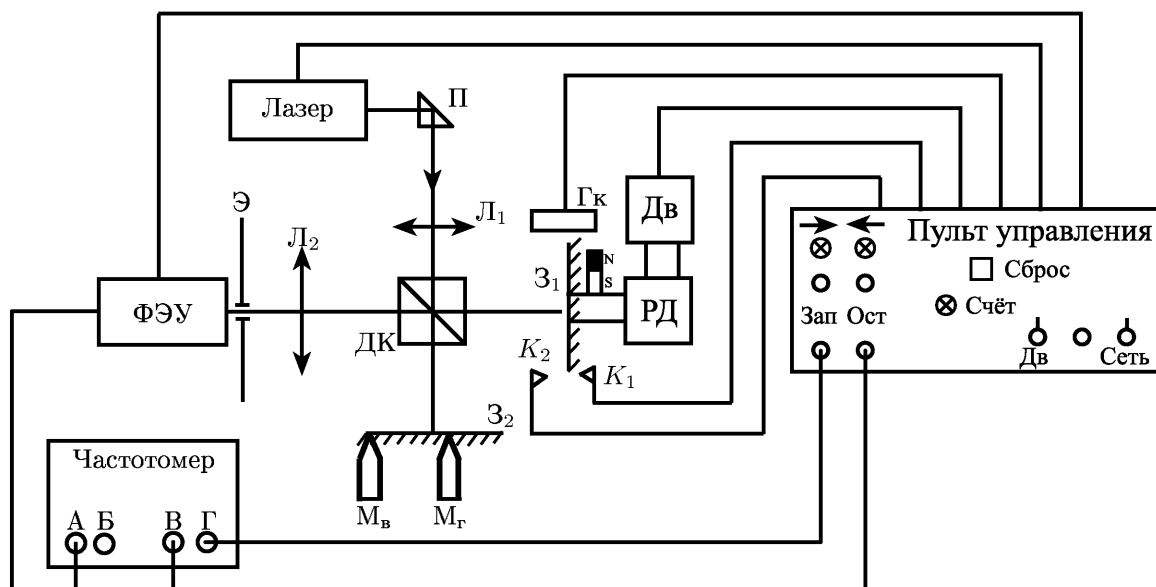 Лазер
П
Э
Л₂
Л₁
Гк
Дв
N
S
З₁
РД
ФЭУ
ДК
K₂
K₁
З₂
Мв
Мг
Пульт управления
Сброс
Счёт
Зап Ост
Дв
Сеть
Частотомер
А Б В Г